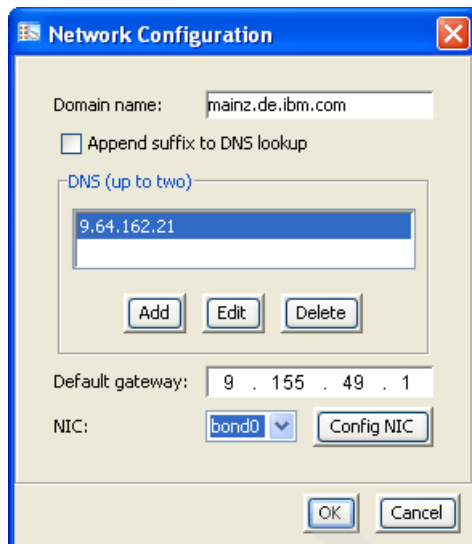 Network Configuration
Domain name: mainz.de.ibm.com
Append suffix to DNS lookup
DNS (up to two)
9.64.162.21
Add Edit Delete
Default gateway: 9 . 155 . 49 . 1
NIC: bond0 Config NIC
OK Cancel